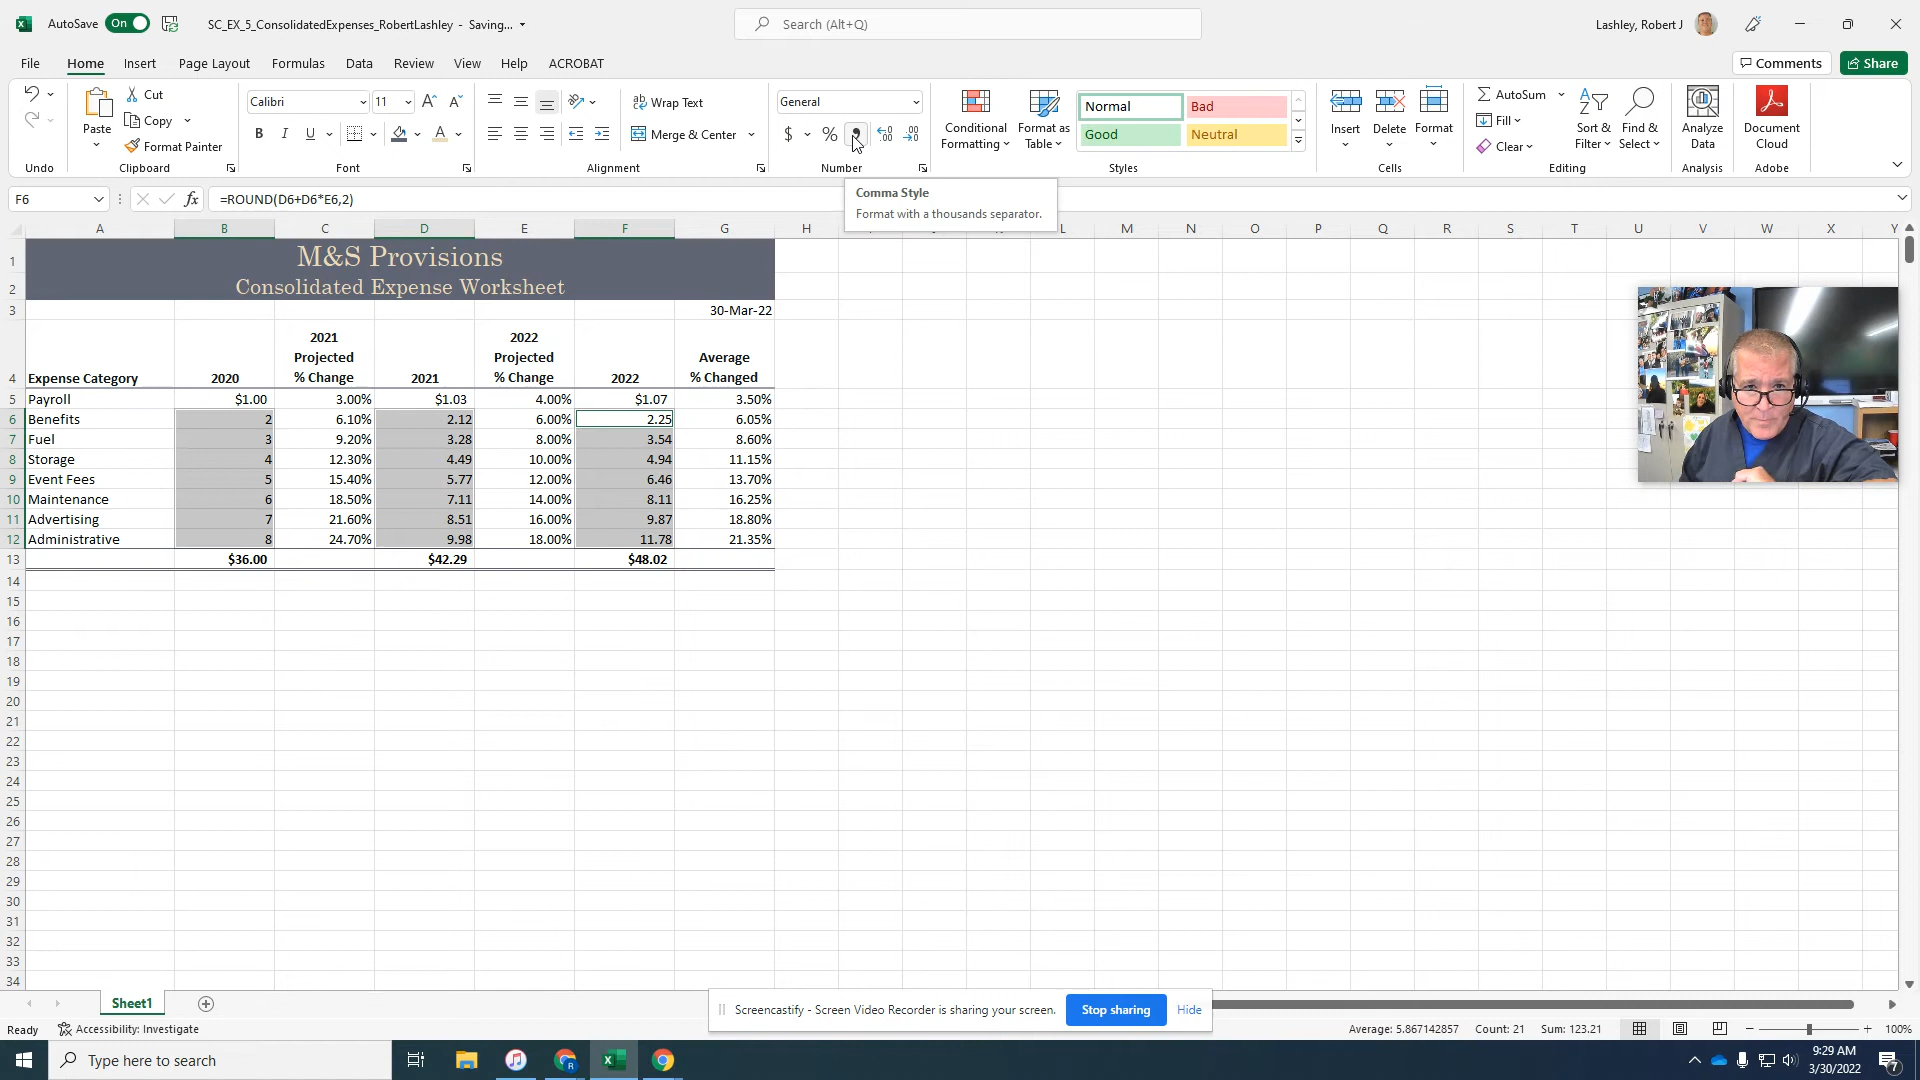 AutoSave On SC_EX_5_ConsolidatedExpenses_RobertLashley - Saving... Search (Alt+Q) Lashley, Robert J
File Home Insert Page Layout Formulas Data Review View Help ACROBAT Comments Share
Cut
Copy
Format Painter
Paste
Calibri 11
B I U A
ab Wrap Text
Merge & Center
General
$ % ,
Conditional Formatting
Format as Table
Normal Bad
Good Neutral
Insert Delete Format
AutoSum
Fill
Clear
Sort & Filter
Find & Select
Analyze Data
Document Cloud
Undo Clipboard Font Alignment Number Styles Cells Editing Analysis Adobe
F6 fx =ROUND(D6+D6*E6,2)
Comma Style
Format with a thousands separator.
A B C D E F G H M N O P Q R S T U V W X Y
1 M&S Provisions
2 Consolidated Expense Worksheet
3 30-Mar-22
4 Expense Category 2020 2021 Projected % Change 2021 2022 Projected % Change 2022 Average % Changed
5 Payroll $1.00 3.00% $1.03 4.00% $1.07 3.50%
6 Benefits 2 6.10% 2.12 6.00% 2.25 6.05%
7 Fuel 3 9.20% 3.28 8.00% 3.54 8.60%
8 Storage 4 12.30% 4.49 10.00% 4.94 11.15%
9 Event Fees 5 15.40% 5.77 12.00% 6.46 13.70%
10 Maintenance 6 18.50% 7.11 14.00% 8.11 16.25%
11 Advertising 7 21.60% 8.51 16.00% 9.87 18.80%
12 Administrative 8 24.70% 9.98 18.00% 11.78 21.35%
13 $36.00 $42.29 $48.02
14
15
16
17
18
19
20
21
22
23
24
25
26
27
28
29
30
31
32
33
34
Sheet1
Screencastify - Screen Video Recorder is sharing your screen. Stop sharing Hide
Ready Accessibility: Investigate Average: 5.867142857 Count: 21 Sum: 123.21 100%
Type here to search
9:29 AM
3/30/2022
7